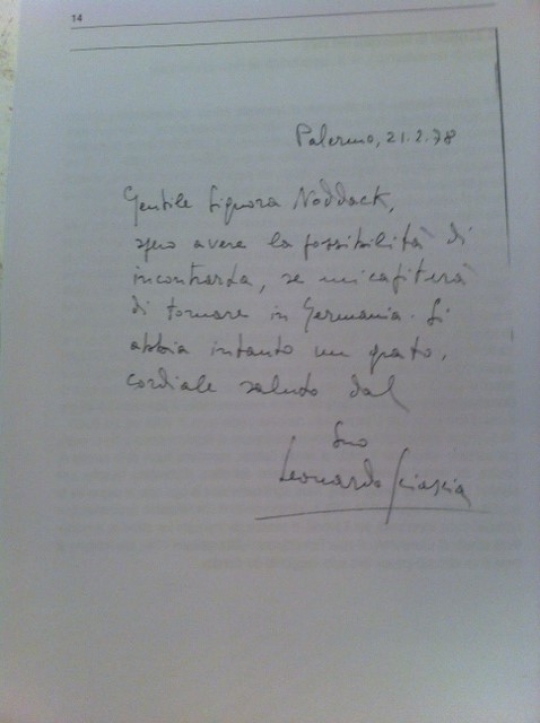 14
Palermo, 21.2.78
Gentile Signora Noddack,
spero avere la possibilità di
incontrarla, se mi capiterà
di tornare in Germania. Si
abbia intanto un grato,
cordiale saluto dal
Suo
Leonardo Sciascia